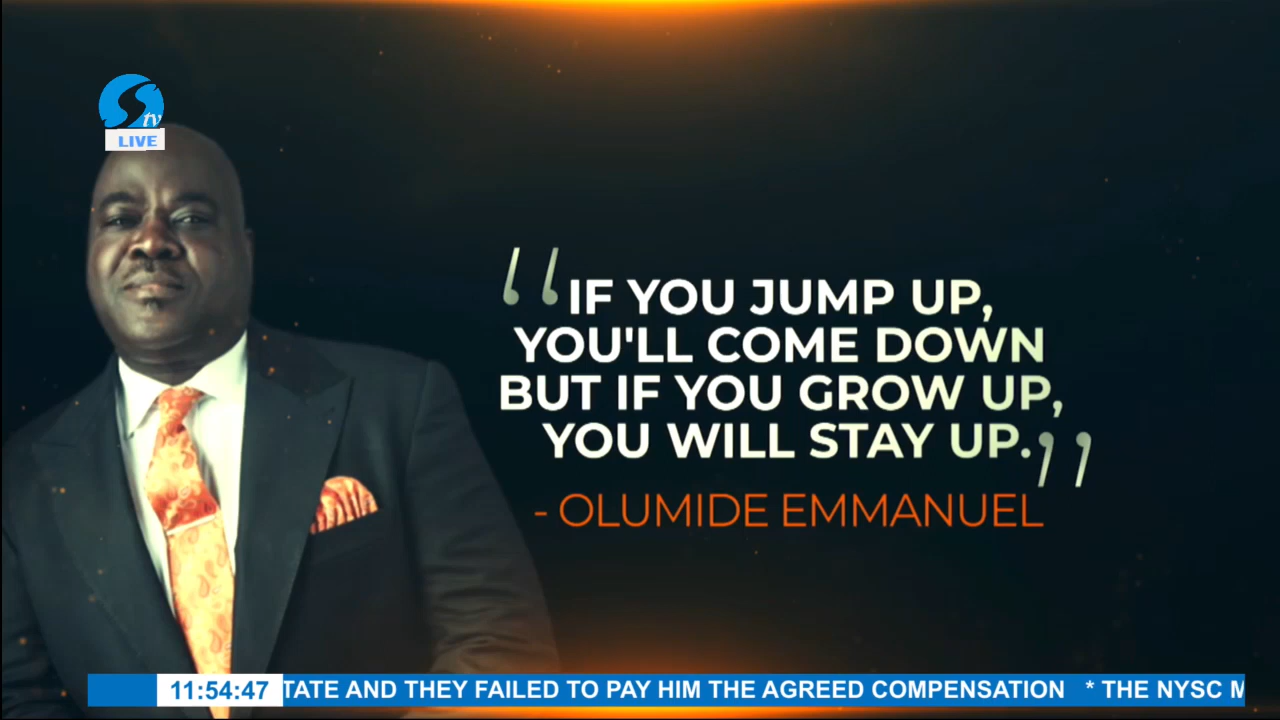 Stv
LIVE
IF YOU JUMP UP,
YOU'LL COME DOWN
BUT IF YOU GROW UP,
YOU WILL STAY UP.
- OLUMIDE EMMANUEL
11:54:47 TATE AND THEY FAILED TO PAY HIM THE AGREED COMPENSATION * THE NYSC M